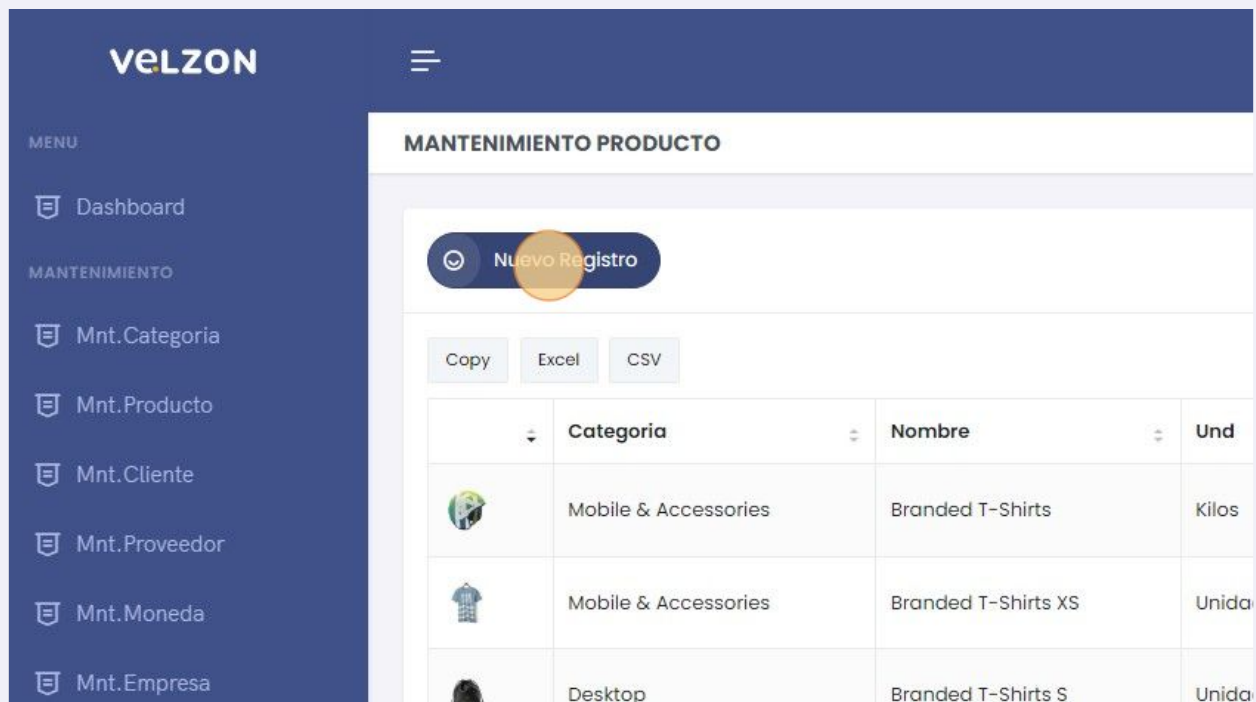 VELZON
MENU
Dashboard
MANTENIMIENTO
Mnt.Categoria
Mnt.Producto
Mnt.Cliente
Mnt.Proveedor
Mnt.Moneda
Mnt.Empresa
MANTENIMIENTO PRODUCTO
Nuevo Registro
Copy Excel CSV
Categoria Nombre Und
Mobile & Accessories Branded T-Shirts Kilos
Mobile & Accessories Branded T-Shirts XS Unida
Desktop Branded T-Shirts S Unida